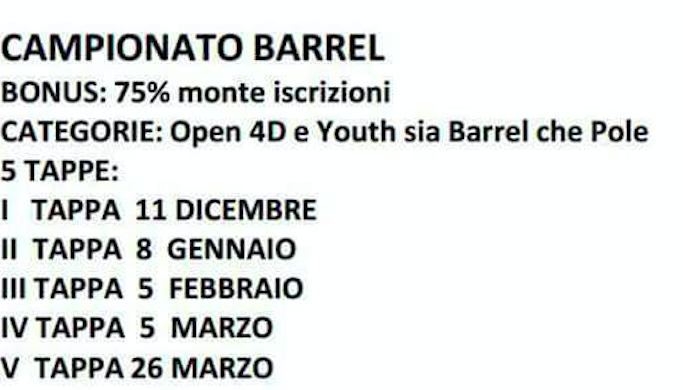 CAMPIONATO BARREL
BONUS: 75% monte iscrizioni
CATEGORIE: Open 4D e Youth sia Barrel che Pole
5 TAPPE:
I TAPPA 11 DICEMBRE
II TAPPA 8 GENNAIO
III TAPPA 5 FEBBRAIO
IV TAPPA 5 MARZO
V TAPPA 26 MARZO